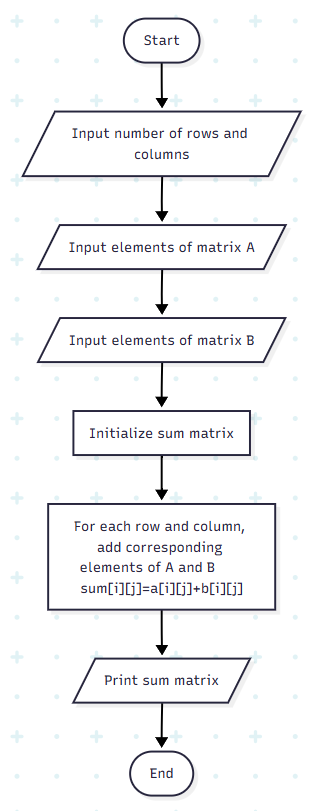 Start
Input number of rows and
columns
Input elements of matrix A
Input elements of matrix B
Initialize sum matrix
For each row and column,
add corresponding
elements of A and B
sum[i][j]=a[i][j]+b[i][j]
Print sum matrix
End